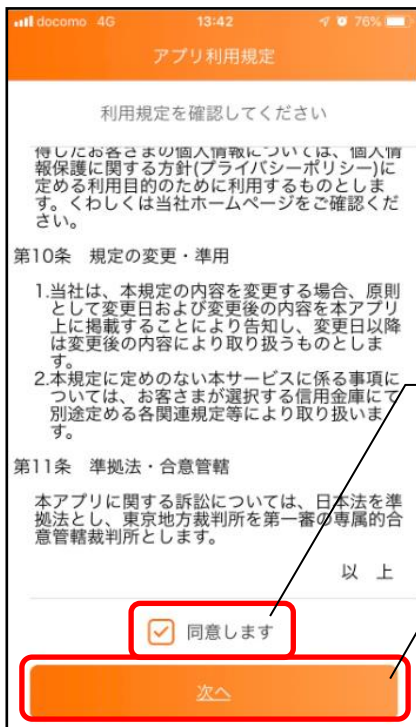 docomo 4G 13:42 76%
アプリ利用規定
利用規定を確認してください
得したお客さまの個人情報については、個人情
報保護に関する方針(プライバシーポリシー)に
定める利用目的のために利用するものとしま
す。くわしくは当社ホームページをご確認くだ
さい。
第10条 規定の変更・準用
1.当社は、本規定の内容を変更する場合、原則
として変更日および変更後の内容を本アプリ
上に掲載することにより告知し、変更日以降
は変更後の内容により取り扱うものとしま
す。
2.本規定に定めのない本サービスに係る事項に
ついては、お客さまが選択する信用金庫にて
別途定める各関連規定等により取り扱いま
す。
第11条 準拠法・合意管轄
本アプリに関する訴訟については、日本法を準
拠法とし、東京地方裁判所を第一審の専属的合
意管轄裁判所とします。
以 上
同意します
次へ